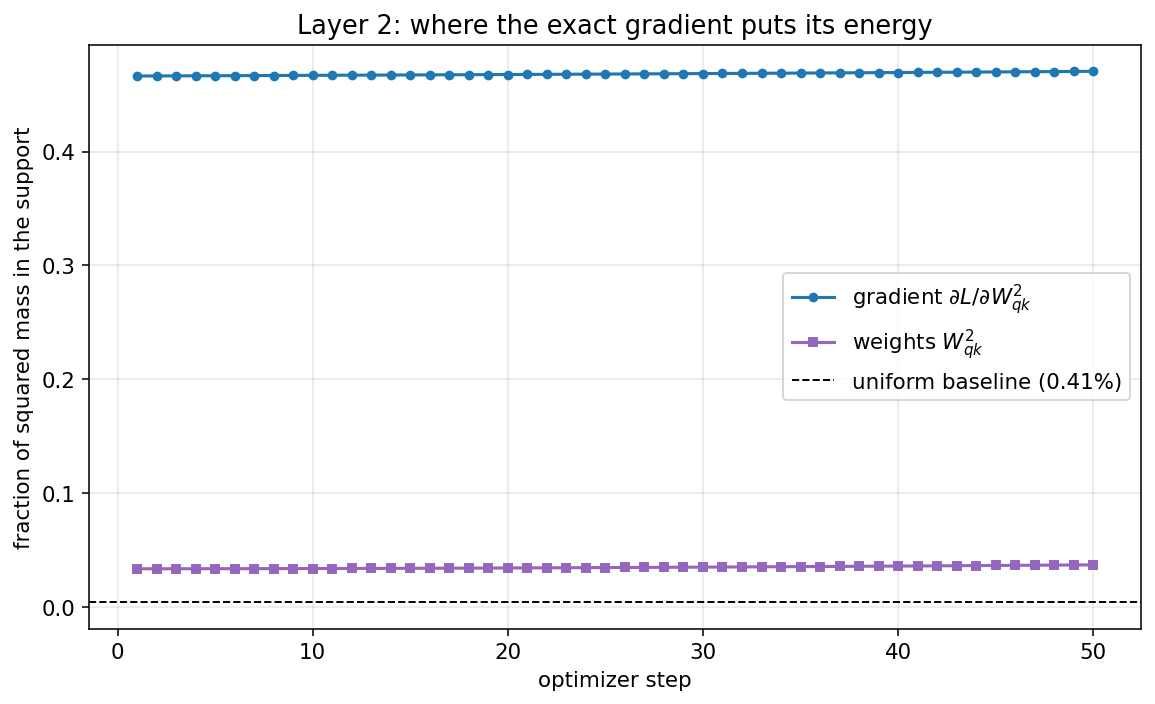 Layer 2: where the exact gradient puts its energy
fraction of squared mass in the support
0.4
0.3
0.2
0.1
0.0
gradient ∂L/∂W²_qk
weights W²_qk
uniform baseline (0.41%)
0 10 20 30 40 50
optimizer step